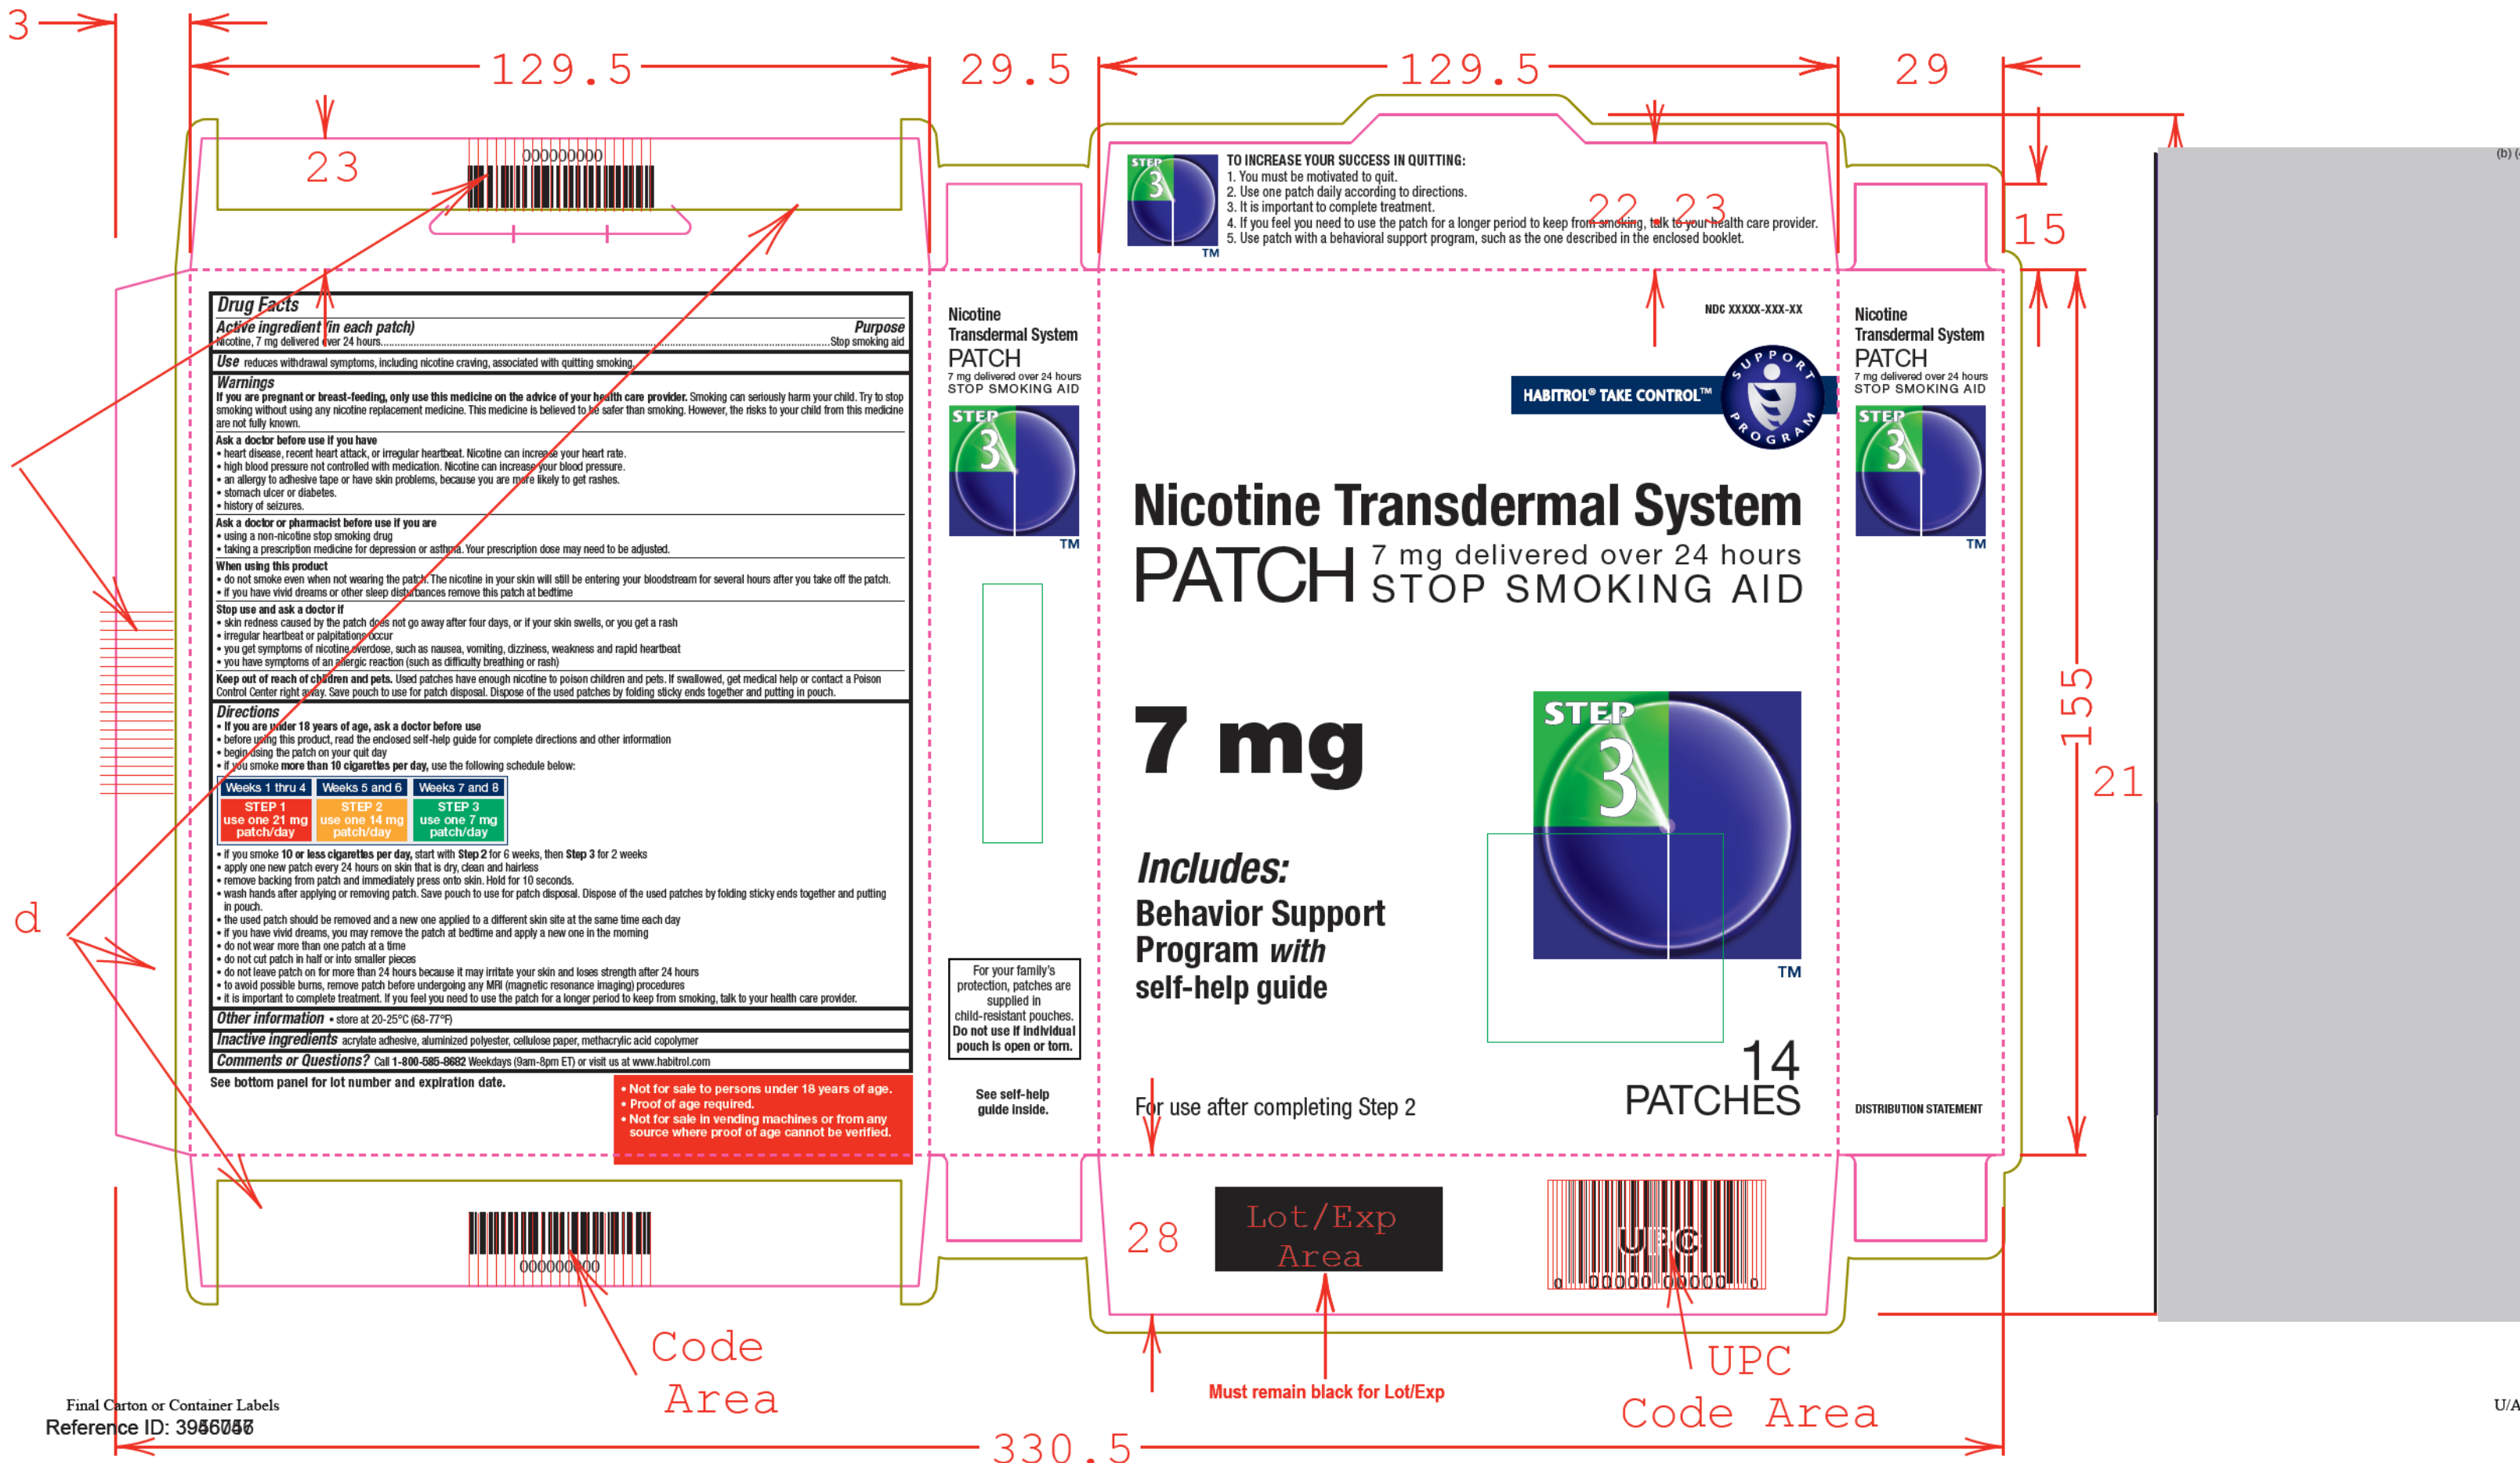 3
129.5
29.5
129.5
29
23
000000000
STEP
3
TM
TO INCREASE YOUR SUCCESS IN QUITTING:
1. You must be motivated to quit.
2. Use one patch daily according to directions.
3. It is important to complete treatment.
4. If you feel you need to use the patch for a longer period to keep from smoking, talk to your health care provider.
5. Use patch with a behavioral support program, such as the one described in the enclosed booklet.
22.23
15
(b) (
Drug Facts
Active ingredient (in each patch) Purpose
Nicotine, 7 mg delivered over 24 hours Stop smoking aid
Use reduces withdrawal symptoms, including nicotine craving, associated with quitting smoking.
Warnings
If you are pregnant or breast-feeding, only use this medicine on the advice of your health care provider. Smoking can seriously harm your child. Try to stop
smoking without using any nicotine replacement medicine. This medicine is believed to be safer than smoking. However, the risks to your child from this medicine
are not fully known.
Ask a doctor before use if you have
• heart disease, recent heart attack, or irregular heartbeat. Nicotine can increase your heart rate.
• high blood pressure not controlled with medication. Nicotine can increase your blood pressure.
• an allergy to adhesive tape or have skin problems, because you are more likely to get rashes.
• stomach ulcer or diabetes.
• history of seizures.
Ask a doctor or pharmacist before use if you are
• using a non-nicotine stop smoking drug
• taking a prescription medicine for depression or asthma. Your prescription dose may need to be adjusted.
When using this product
• do not smoke even when not wearing the patch. The nicotine in your skin will still be entering your bloodstream for several hours after you take off the patch.
• if you have vivid dreams or other sleep disturbances remove this patch at bedtime
Stop use and ask a doctor if
• skin redness caused by the patch does not go away after four days, or if your skin swells, or you get a rash
• irregular heartbeat or palpitations occur
• you get symptoms of nicotine overdose, such as nausea, vomiting, dizziness, weakness and rapid heartbeat
• you have symptoms of an allergic reaction (such as difficulty breathing or rash)
Keep out of reach of children and pets. Used patches have enough nicotine to poison children and pets. If swallowed, get medical help or contact a Poison
Control Center right away. Save pouch to use for patch disposal. Dispose of the used patches by folding sticky ends together and putting in pouch.
Directions
• If you are under 18 years of age, ask a doctor before use
• before using this product, read the enclosed self-help guide for complete directions and other information
• begin using the patch on your quit day
• if you smoke more than 10 cigarettes per day, use the following schedule below:
Weeks 1 thru 4 Weeks 5 and 6 Weeks 7 and 8
STEP 1 STEP 2 STEP 3
use one 21 mg use one 14 mg use one 7 mg
patch/day patch/day patch/day
• if you smoke 10 or less cigarettes per day, start with Step 2 for 6 weeks, then Step 3 for 2 weeks
• apply one new patch every 24 hours on skin that is dry, clean and hairless
• remove backing from patch and immediately press onto skin. Hold for 10 seconds.
• wash hands after applying or removing patch. Save pouch to use for patch disposal. Dispose of the used patches by folding sticky ends together and putting
in pouch.
• the used patch should be removed and a new one applied to a different skin site at the same time each day
• if you have vivid dreams, you may remove the patch at bedtime and apply a new one in the morning
• do not wear more than one patch at a time
• do not cut patch in half or into smaller pieces
• do not leave patch on for more than 24 hours because it may irritate your skin and loses strength after 24 hours
• to avoid possible burns, remove patch before undergoing any MRI (magnetic resonance imaging) procedures
• it is important to complete treatment. If you feel you need to use the patch for a longer period to keep from smoking, talk to your health care provider.
Other information • store at 20-25°C (68-77°F)
Inactive ingredients acrylate adhesive, aluminized polyester, cellulose paper, methacrylic acid copolymer
Comments or Questions? Call 1-800-585-8682 Weekdays (9am-8pm ET) or visit us at www.habitrol.com
See bottom panel for lot number and expiration date.
• Not for sale to persons under 18 years of age.
• Proof of age required.
• Not for sale in vending machines or from any
source where proof of age cannot be verified.
d
Nicotine
Transdermal System
PATCH
7 mg delivered over 24 hours
STOP SMOKING AID
STEP
3
TM
For your family's
protection, patches are
supplied in
child-resistant pouches.
Do not use if individual
pouch is open or torn.
See self-help
guide inside.
NDC XXXXX-XXX-XX
HABITROL® TAKE CONTROL™
SUPPORT
PROGRAM
Nicotine Transdermal System
PATCH
7 mg delivered over 24 hours
STOP SMOKING AID
7 mg
STEP
3
TM
Includes:
Behavior Support
Program with
self-help guide
14
PATCHES
For use after completing Step 2
Nicotine
Transdermal System
PATCH
7 mg delivered over 24 hours
STOP SMOKING AID
STEP
3
TM
DISTRIBUTION STATEMENT
155
21
000000000
Code
Area
28
Lot/Exp
Area
Must remain black for Lot/Exp
UPC
0 00000 00000 0
UPC
Code Area
Final Carton or Container Labels
Reference ID:
330.5
U/A